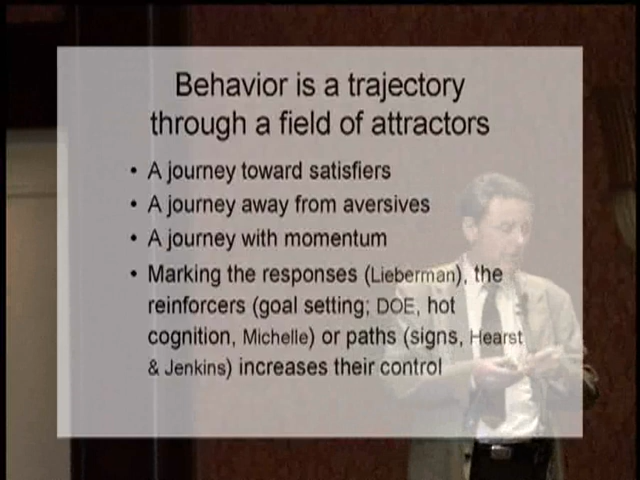 Behavior is a trajectory
through a field of attractors
• A journey toward satisfiers
• A journey away from aversives
• A journey with momentum
• Marking the responses (Lieberman), the
reinforcers (goal setting; DOE, hot
cognition, Michelle) or paths (signs, Hearst
& Jenkins) increases their control